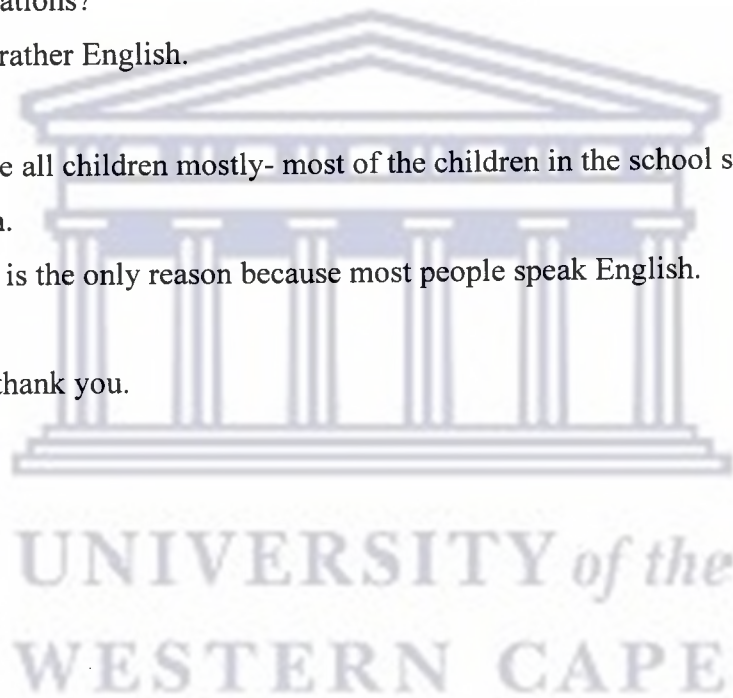 rather English.
e all children mostly- most of the children in the school s
is the only reason because most people speak English.
thank you.
UNIVERSITY of the
WESTERN CAPE